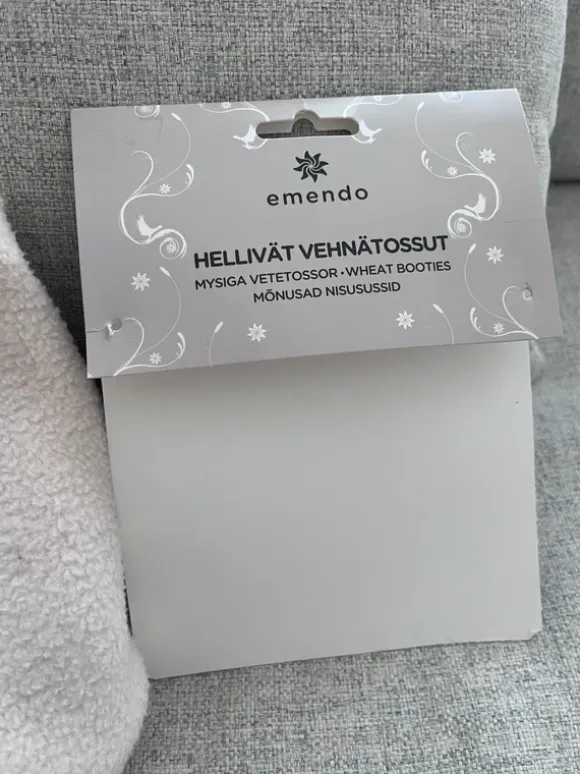 emendo
HELLIVÄT VEHNÄTOSSUT
MYSIGA VETETOSSOR • WHEAT BOOTIES
MÕNUSAD NISUSUSSID